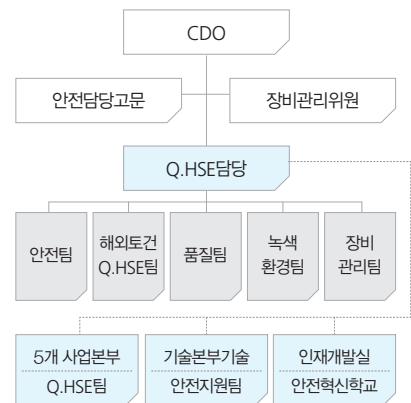 CDO
안전담당고문
장비관리위원
Q.HSE담당
안전팀
해외토건
Q.HSE팀
품질팀
녹색
환경팀
장비
관리팀
5개 사업본부
Q.HSE팀
기술본부기술
안전지원팀
인재개발실
안전혁신학교